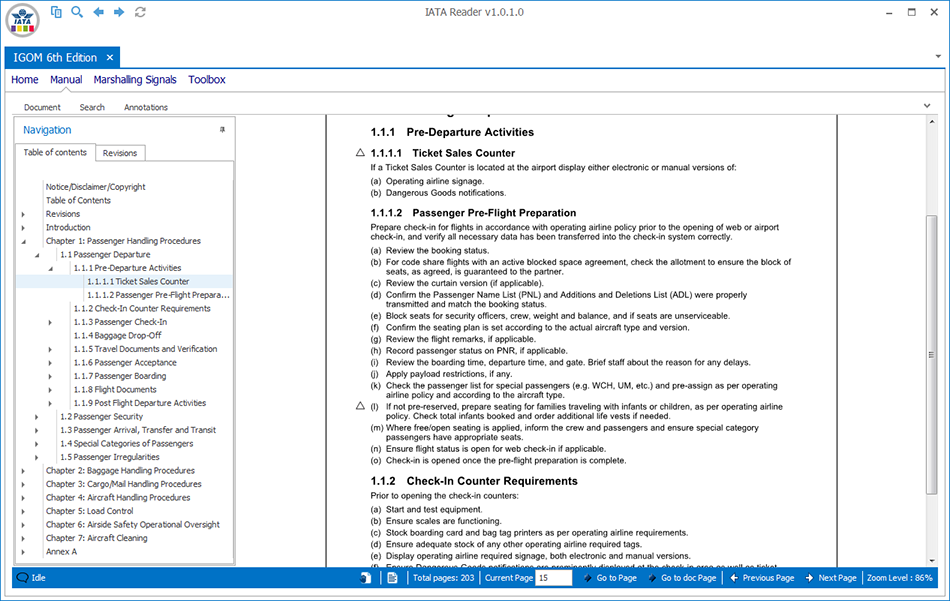 IATA
IATA Reader v1.0.1.0
IGOM 6th Edition ×
Home Manual Marshalling Signals Toolbox
Document Search Annotations
Navigation
Table of contents Revisions
Notice/Disclaimer/Copyright
Table of Contents
Revisions
Introduction
Chapter 1: Passenger Handling Procedures
1.1 Passenger Departure
1.1.1 Pre-Departure Activities
1.1.1.1 Ticket Sales Counter
1.1.1.2 Passenger Pre-Flight Prepara...
1.1.2 Check-In Counter Requirements
1.1.3 Passenger Check-In
1.1.4 Baggage Drop-Off
1.1.5 Travel Documents and Verification
1.1.6 Passenger Acceptance
1.1.7 Passenger Boarding
1.1.8 Flight Documents
1.1.9 Post Flight Departure Activities
1.2 Passenger Security
1.3 Passenger Arrival, Transfer and Transit
1.4 Special Categories of Passengers
1.5 Passenger Irregularities
Chapter 2: Baggage Handling Procedures
Chapter 3: Cargo/Mail Handling Procedures
Chapter 4: Aircraft Handling Procedures
Chapter 5: Load Control
Chapter 6: Airside Safety Operational Oversight
Chapter 7: Aircraft Cleaning
Annex A
1.1.1 Pre-Departure Activities
△ 1.1.1.1 Ticket Sales Counter
If a Ticket Sales Counter is located at the airport display either electronic or manual versions of:
(a) Operating airline signage.
(b) Dangerous Goods notifications.
1.1.1.2 Passenger Pre-Flight Preparation
Prepare check-in for flights in accordance with operating airline policy prior to the opening of web or airport
check-in, and verify all necessary data has been transferred into the check-in system correctly.
(a) Review the booking status.
(b) For code share flights with an active blocked space agreement, check the allotment to ensure the block of
seats, as agreed, is guaranteed to the partner.
(c) Review the curtain version (if applicable).
(d) Confirm the Passenger Name List (PNL) and Additions and Deletions List (ADL) were properly
transmitted and match the booking status.
(e) Block seats for security officers, crew, weight and balance, and if seats are unserviceable.
(f) Confirm the seating plan is set according to the actual aircraft type and version.
(g) Review the flight remarks, if applicable.
(h) Record passenger status on PNR, if applicable.
(i) Review the boarding time, departure time, and gate. Brief staff about the reason for any delays.
(j) Apply payload restrictions, if any.
(k) Check the passenger list for special passengers (e.g. WCH, UM, etc.) and pre-assign as per operating
airline policy and according to the aircraft type.
△ (l) If not pre-reserved, prepare seating for families traveling with infants or children, as per operating airline
policy. Check total infants booked and order additional life vests if needed.
(m) Where free/open seating is applied, inform the crew and passengers and ensure special category
passengers have appropriate seats.
(n) Ensure flight status is open for web check-in if applicable.
(o) Check-in is opened once the pre-flight preparation is complete.
1.1.2 Check-In Counter Requirements
Prior to opening the check-in counters:
(a) Start and test equipment.
(b) Ensure scales are functioning.
(c) Stock boarding card and bag tag printers as per operating airline requirements.
(d) Ensure adequate stock of any other operating airline required tags.
(e) Display operating airline required signage, both electronic and manual versions.
(f) Ensure Dangerous Goods notifications are prominently displayed at the check-in area as well as ticket
Idle Total pages: 203 Current Page 15 Go to Page Go to doc Page Previous Page Next Page Zoom Level : 86%